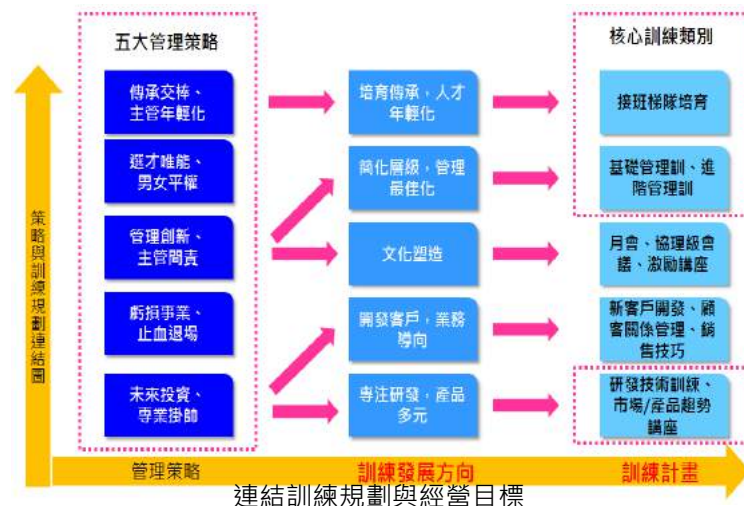 五大管理策略
核心訓練類別
傳承交棒、
主管年輕化
培育傳承，人才
年輕化
接班梯隊培育
選才唯能、
男女平權
簡化層級，管理
最佳化
基礎管理訓、進
階管理訓
管理創新、
主管問責
文化塑造
月會、協理級會
議、激勵講座
虧損事業、
止血退場
開發客戶，業務
導向
新客戶開發、顧
客關係管理、銷
售技巧
未來投資、
專業掛帥
專注研發，產品
多元
研發技術訓練、
市場/產品趨勢
講座
策略與訓練規劃連結圖
管理策略
訓練發展方向
訓練計畫
連結訓練規劃與經營目標